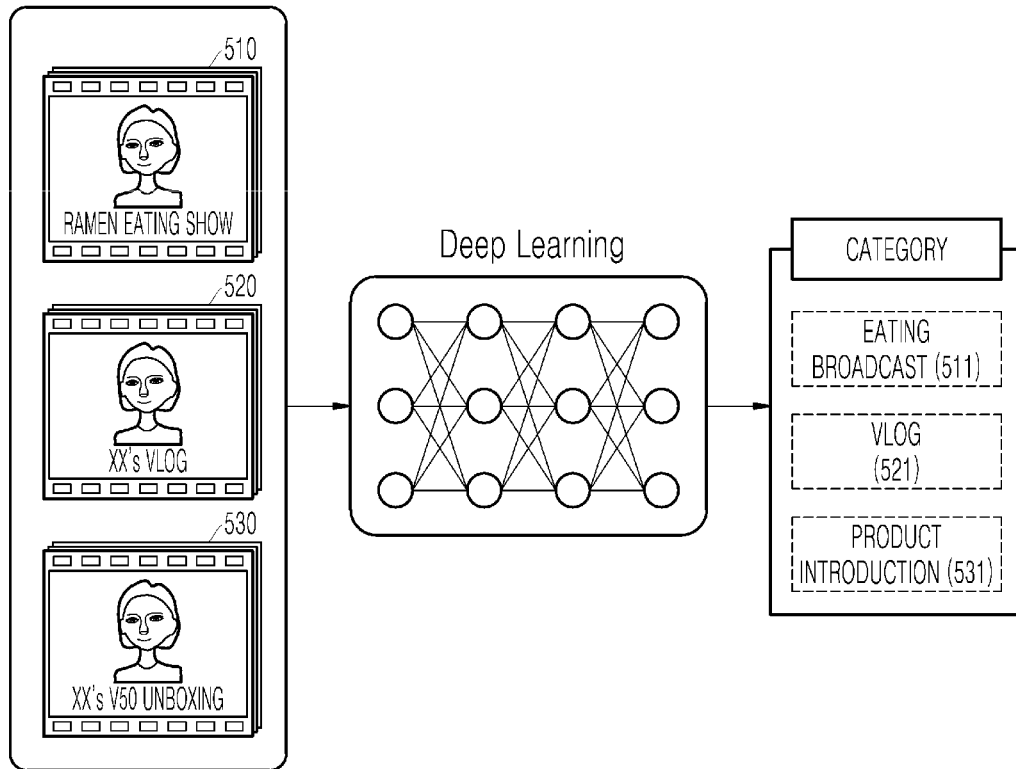 510
RAMEN EATING SHOW
520
XX's VLOG
530
XX's V50 UNBOXING
Deep Learning
CATEGORY
EATING
BROADCAST (511)
VLOG
(521)
PRODUCT
INTRODUCTION (531)